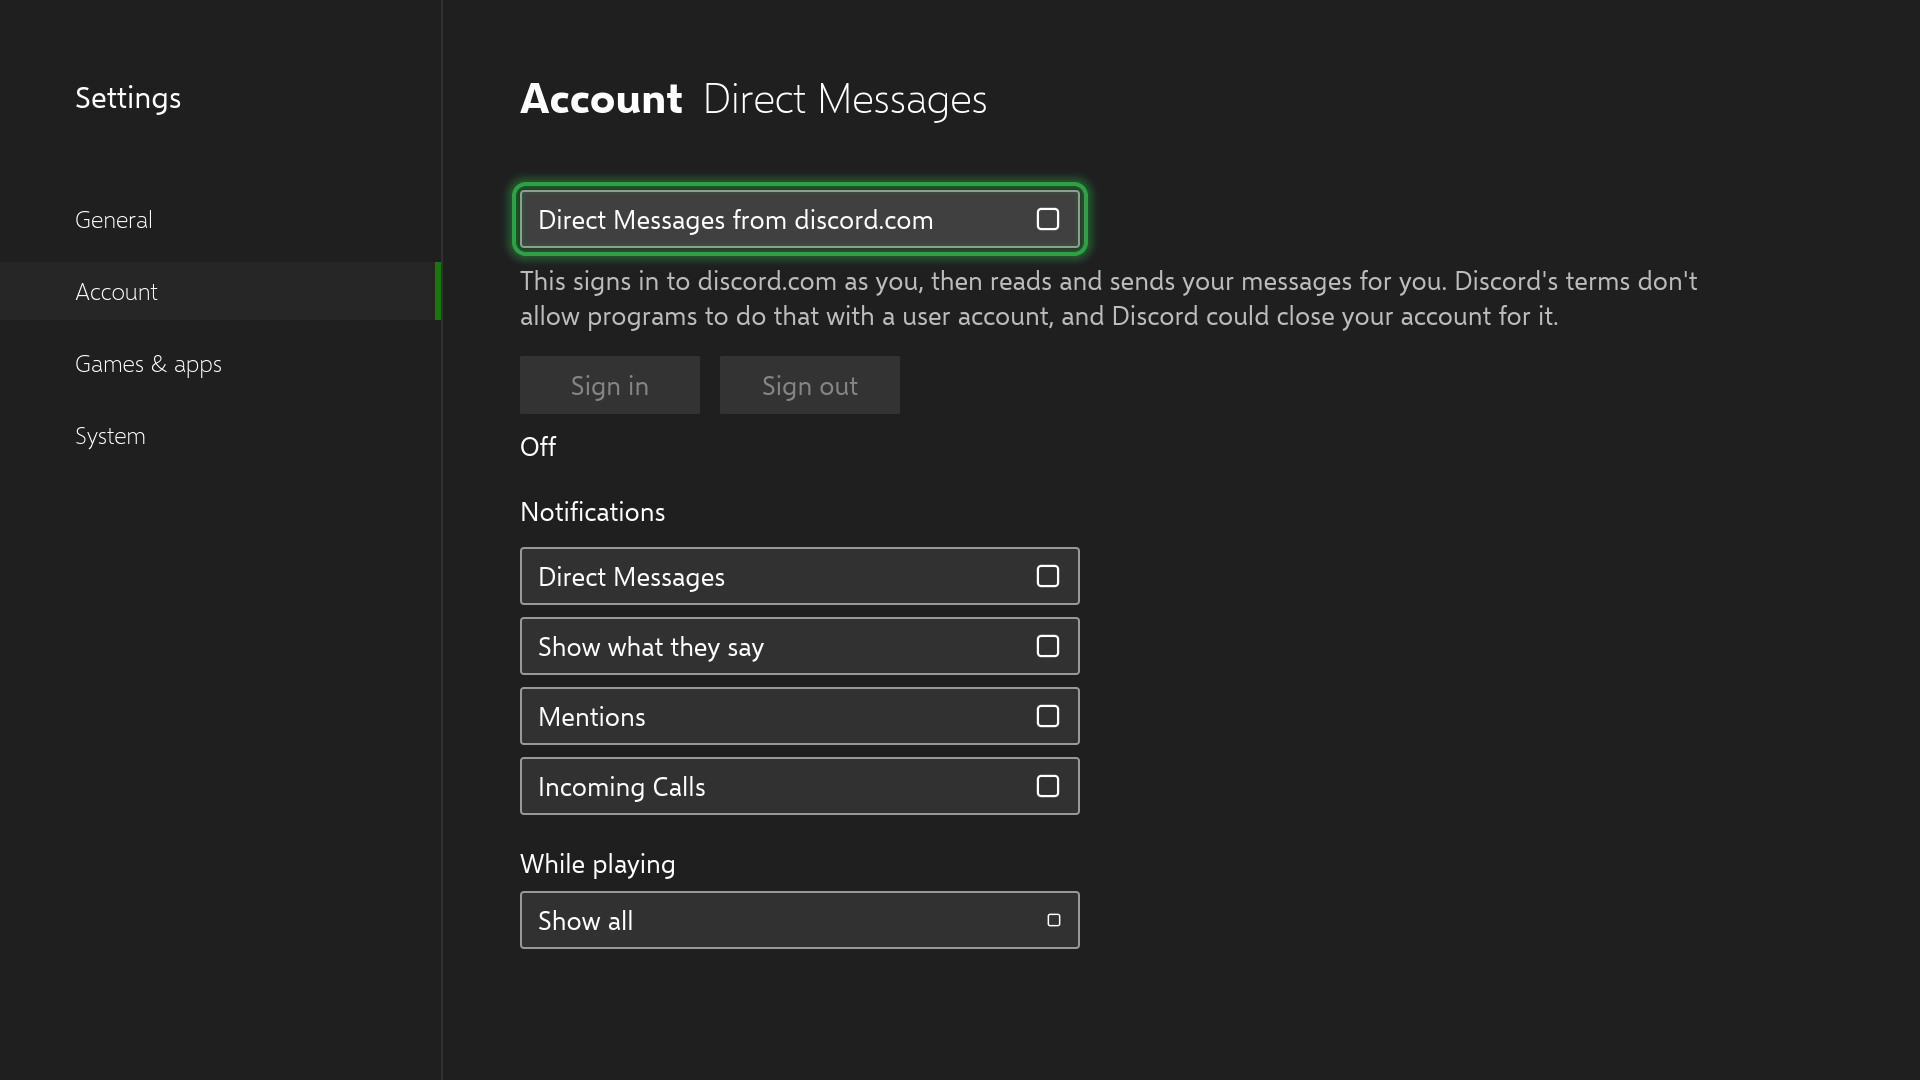 Settings
General
Account
Games & apps
System
Account Direct Messages
Direct Messages from discord.com
This signs in to discord.com as you, then reads and sends your messages for you. Discord's terms don't
allow programs to do that with a user account, and Discord could close your account for it.
Sign in
Sign out
Off
Notifications
Direct Messages
Show what they say
Mentions
Incoming Calls
While playing
Show all